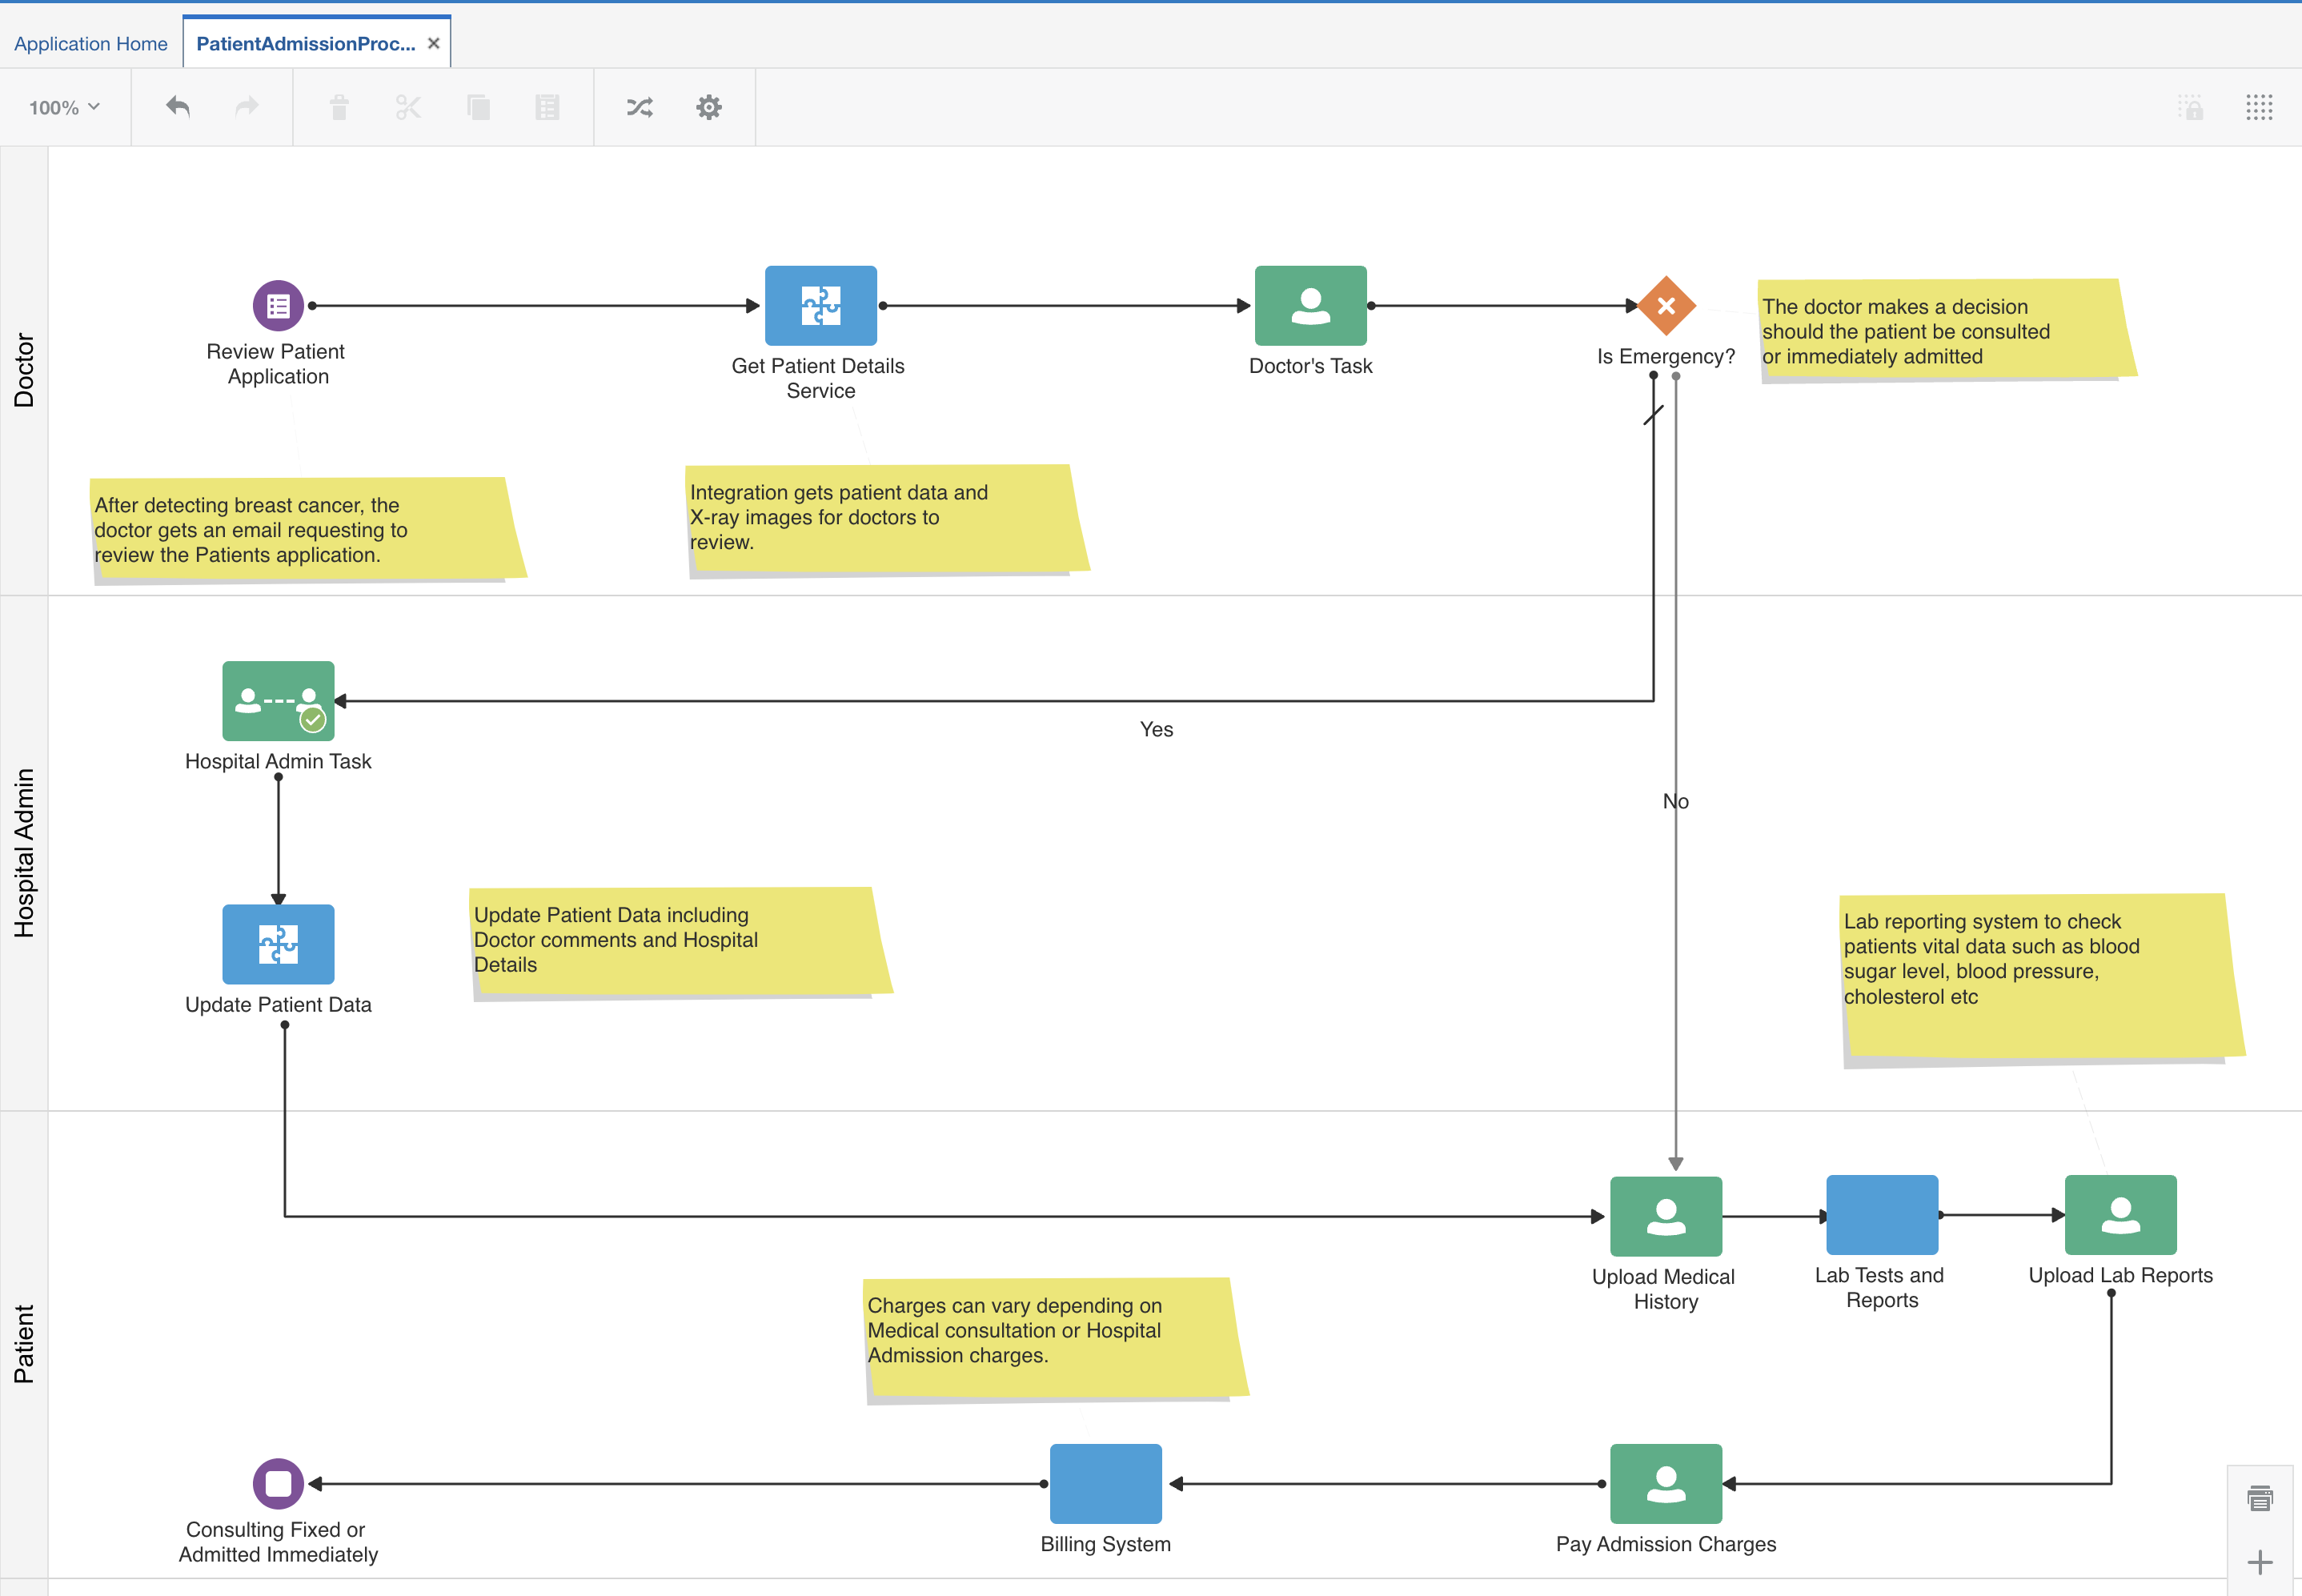 Application Home
PatientAdmissionProc...
100%
Doctor
Review Patient
Application
Get Patient Details
Service
Doctor's Task
Is Emergency?
The doctor makes a decision
should the patient be consulted
or immediately admitted
After detecting breast cancer, the
doctor gets an email requesting to
review the Patients application.
Integration gets patient data and
X-ray images for doctors to
review.
Hospital Admin
Hospital Admin Task
Yes
No
Update Patient Data
Update Patient Data including
Doctor comments and Hospital
Details
Lab reporting system to check
patients vital data such as blood
sugar level, blood pressure,
cholesterol etc
Patient
Upload Medical
History
Lab Tests and
Reports
Upload Lab Reports
Charges can vary depending on
Medical consultation or Hospital
Admission charges.
Consulting Fixed or
Admitted Immediately
Billing System
Pay Admission Charges